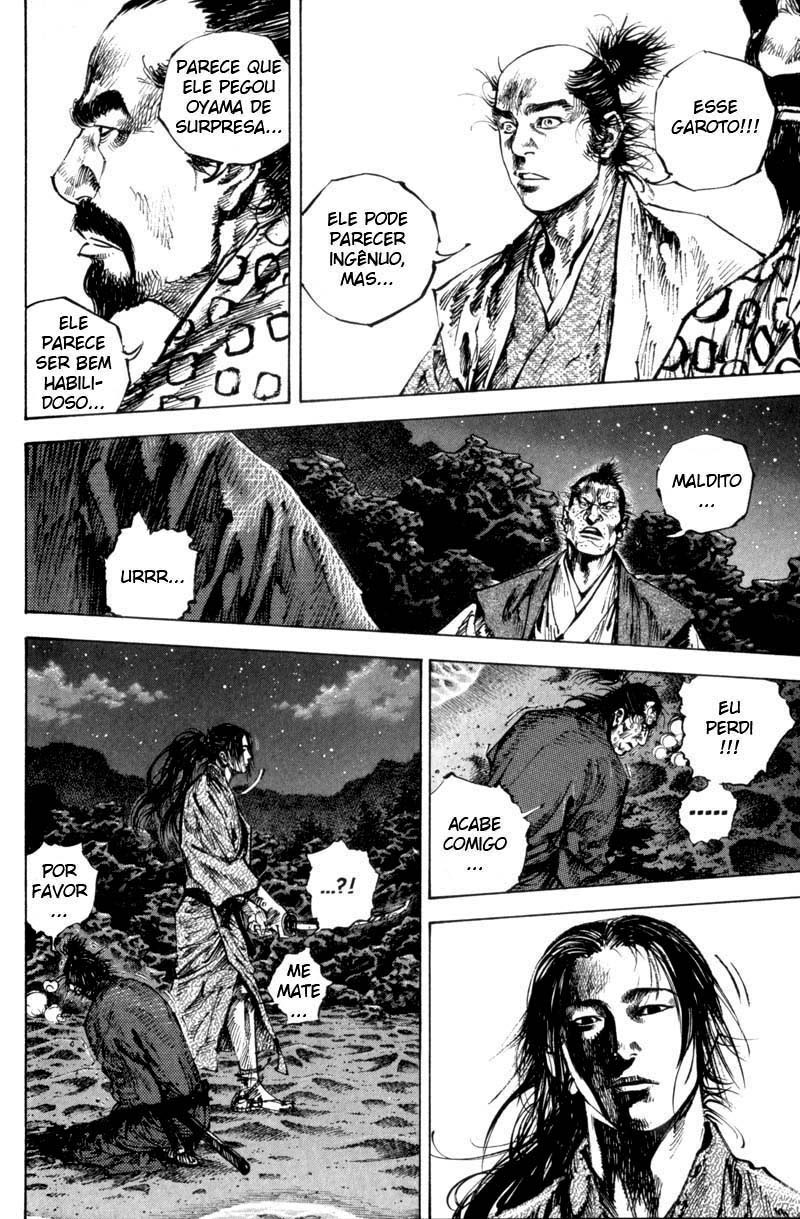 ESSE
GAROTO!!!
ELE PODE
PARECER
INGÊNUO,
MAS...
PARECE QUE
ELE PEGOU
OYAMA DE
SURPRESA...
ELE
PARECE
SER BEM
HABILI-
DOSO...
MALDITO
...
URRR...
EU
PERDI
!!!
.....
ACABE
COMIGO
...
...?!
ME
MATE
...
POR
FAVOR
...